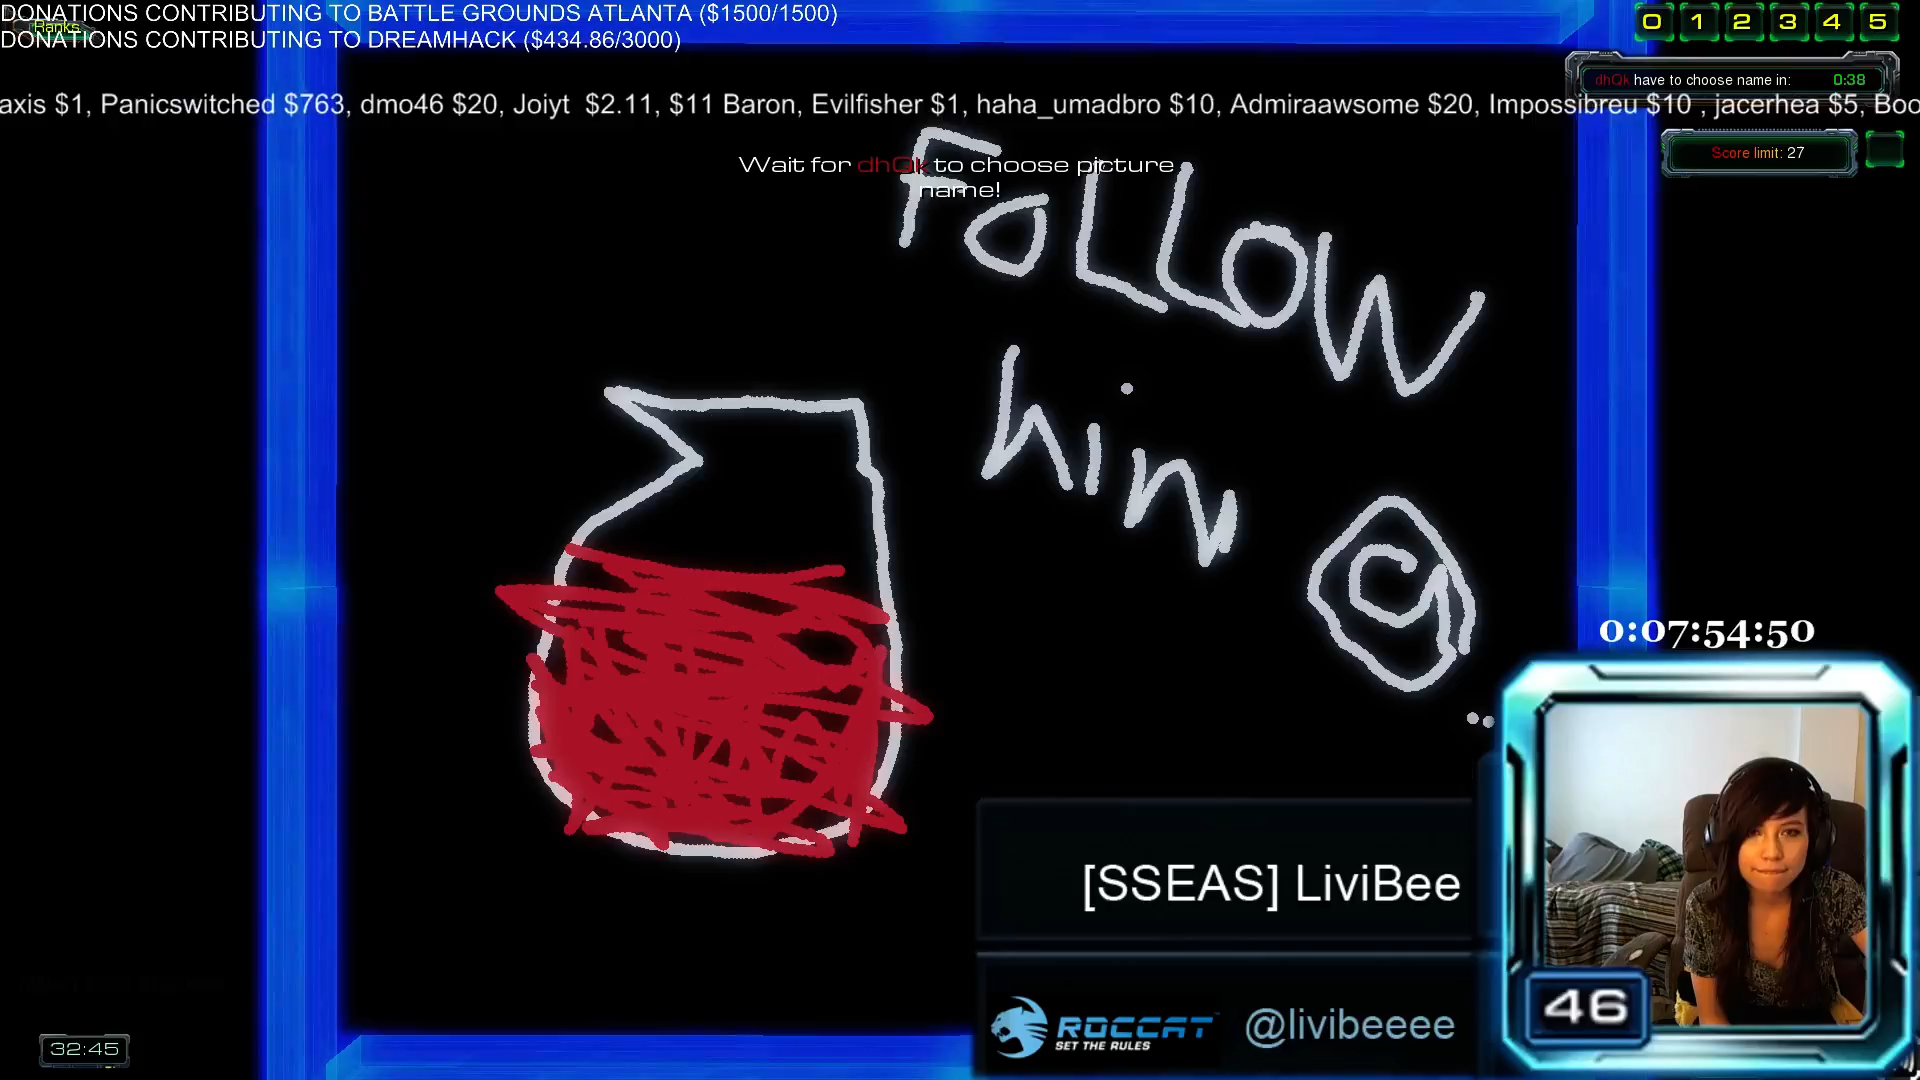 DONATIONS CONTRIBUTING TO BATTLE GROUNDS ATLANTA ($1500/1500)
Ranks
DONATIONS CONTRIBUTING TO DREAMHACK ($434.86/3000)
0 1 2 3 4 5
dhQk have to choose name in: 0:38
axis $1, Panicswitched $763, dmo46 $20, Joiyt $2.11, $11 Baron, Evilfisher $1, haha_umadbro $10, Admiraawsome $20, Impossibreu $10 , jacerhea $5, Boo
Score limit: 27
Wait for dhQk to choose picture
name!
FoLLOW
him @
0:07:54:50
[SSEAS] LiviBee
46
ROCCAT
SET THE RULES
@livibeeee
32:45